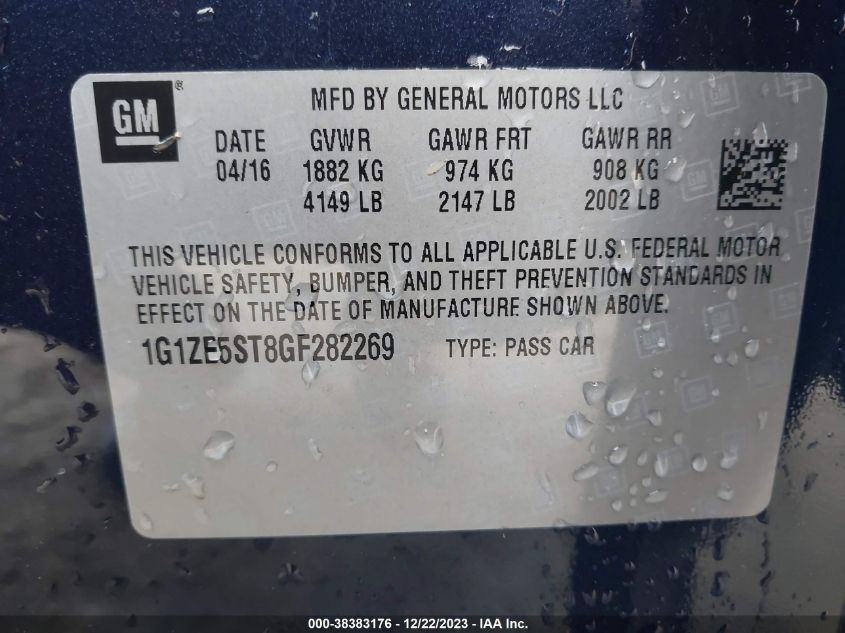 GM ®
MFD BY GENERAL MOTORS LLC
DATE GVWR GAWR FRT GAWR RR
04/16 1882 KG 974 KG 908 KG
4149 LB 2147 LB 2002 LB
THIS VEHICLE CONFORMS TO ALL APPLICABLE U.S. FEDERAL MOTOR
VEHICLE SAFETY, BUMPER, AND THEFT PREVENTION STANDARDS IN
EFFECT ON THE DATE OF MANUFACTURE SHOWN ABOVE.
1G1ZE5ST8GF282269 TYPE: PASS CAR
000-38383176 - 12/22/2023 - IAA Inc.